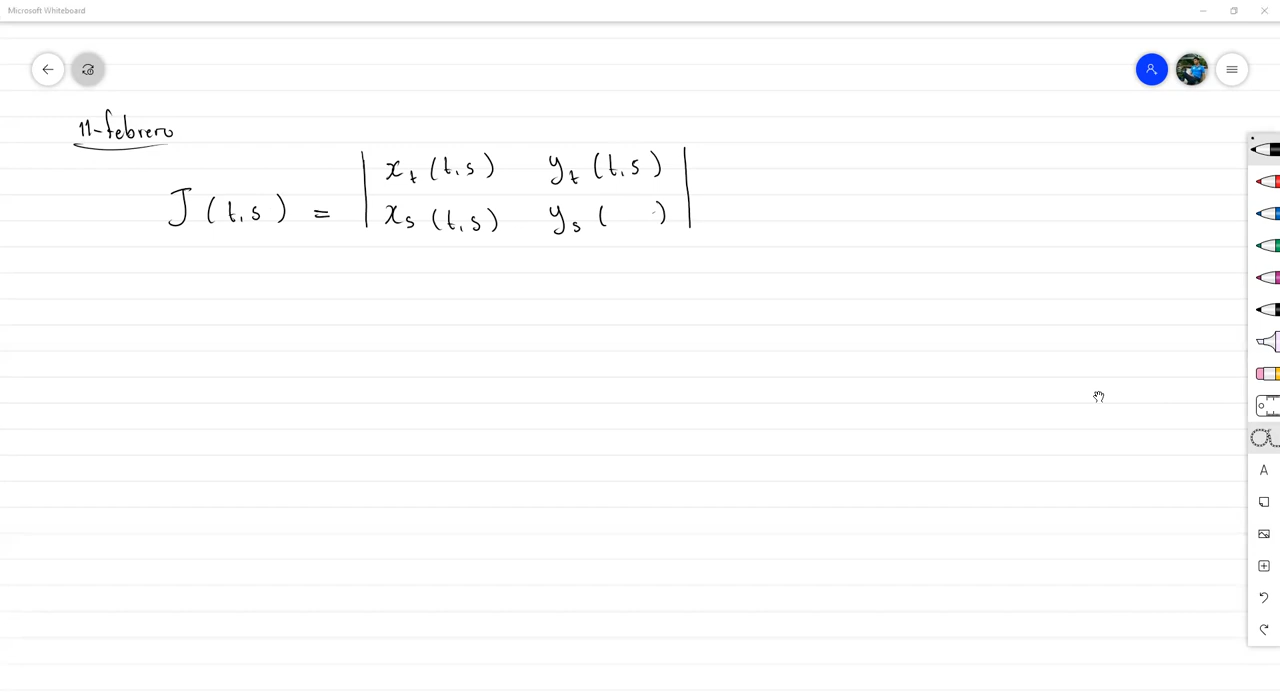 Microsoft Whiteboard
11-febrero
J(t,s) = | x_t(t,s) y_t(t,s) |
| x_s(t,s) y_s( ) |
A